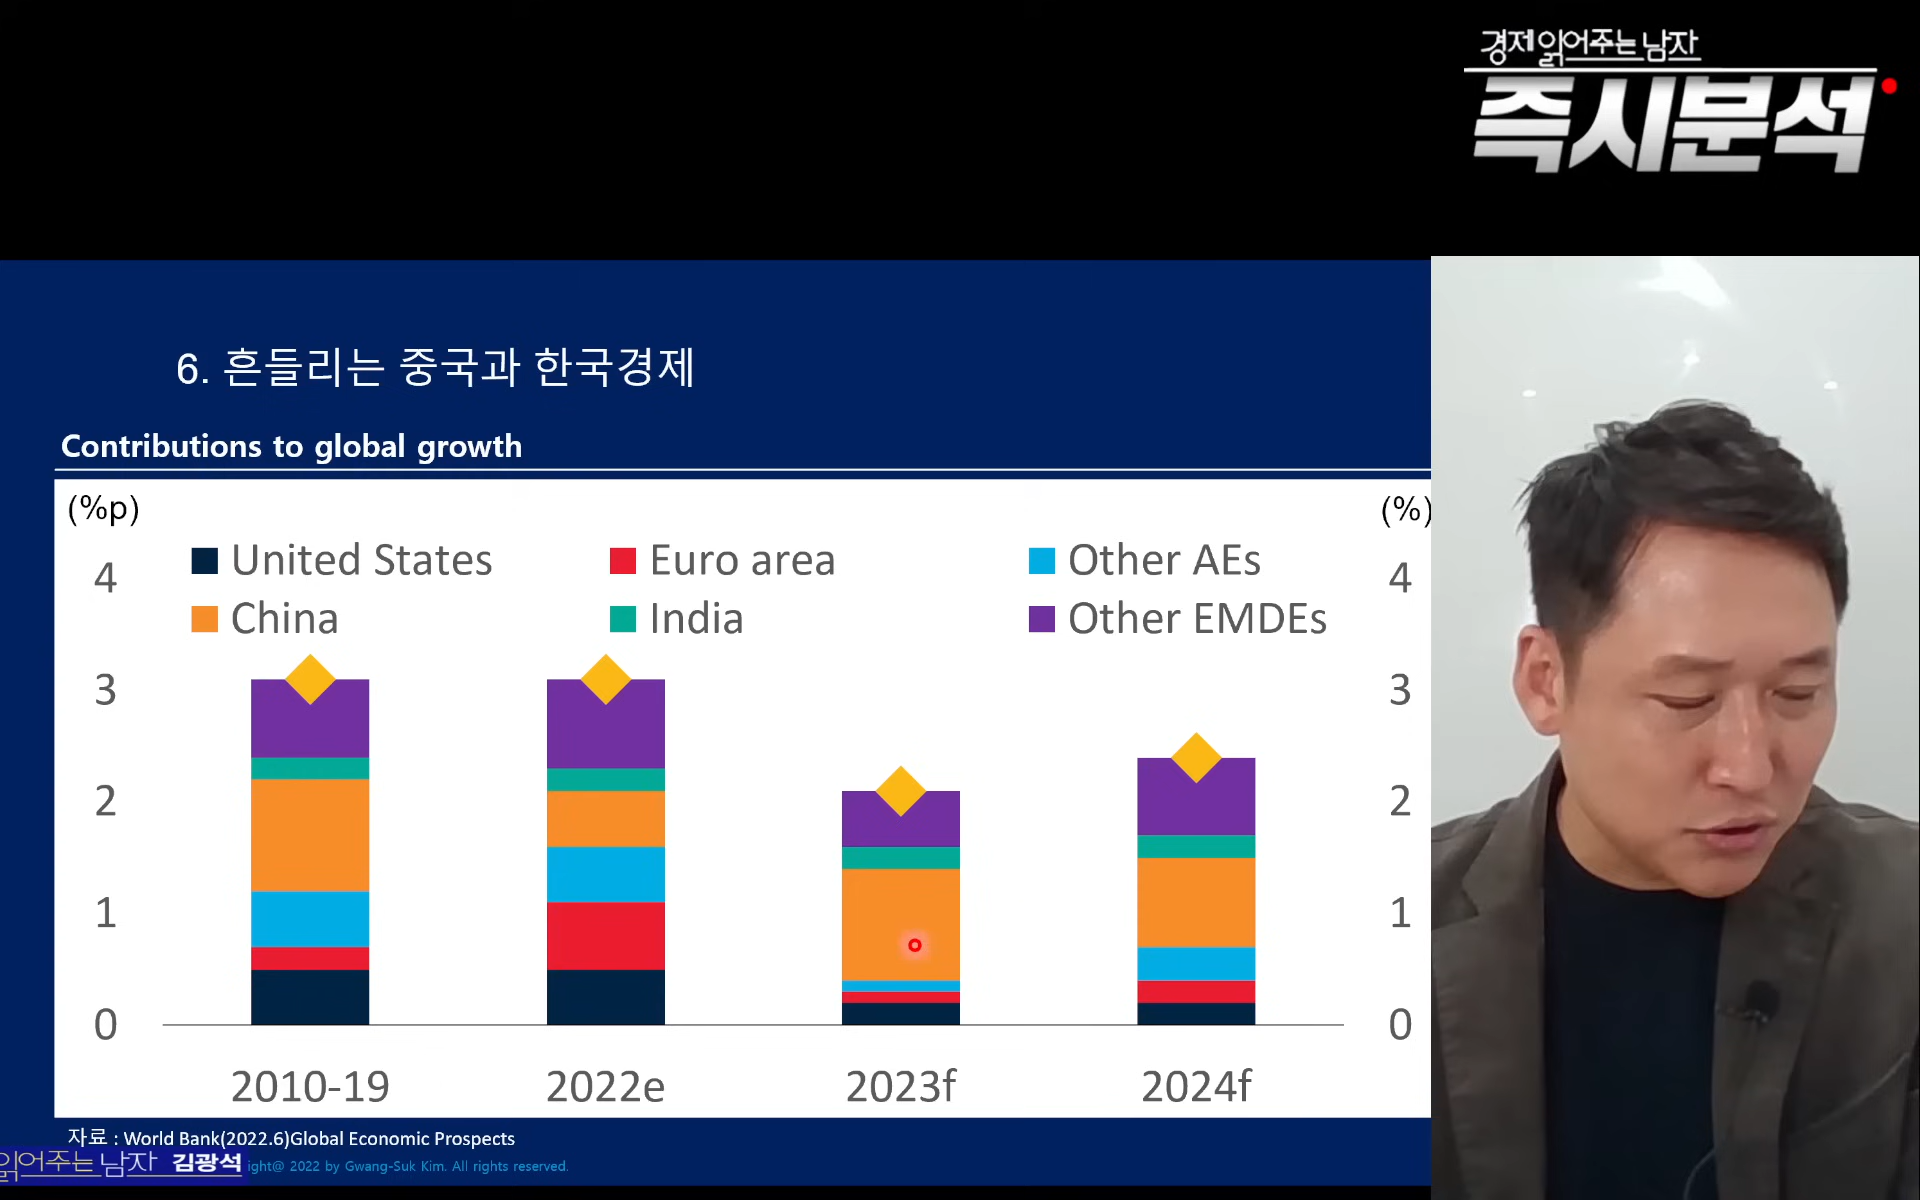 경제읽어주는남자
즉시분석
6. 흔들리는 중국과 한국경제
Contributions to global growth
(%p)
(%)
United States
Euro area
Other AEs
China
India
Other EMDEs
4
3
2
1
0
4
3
2
1
0
2010-19
2022e
2023f
2024f
자료 : World Bank(2022.6)Global Economic Prospects
읽어주는남자 김광석
ight@ 2022 by Gwang-Suk Kim. All rights reserved.